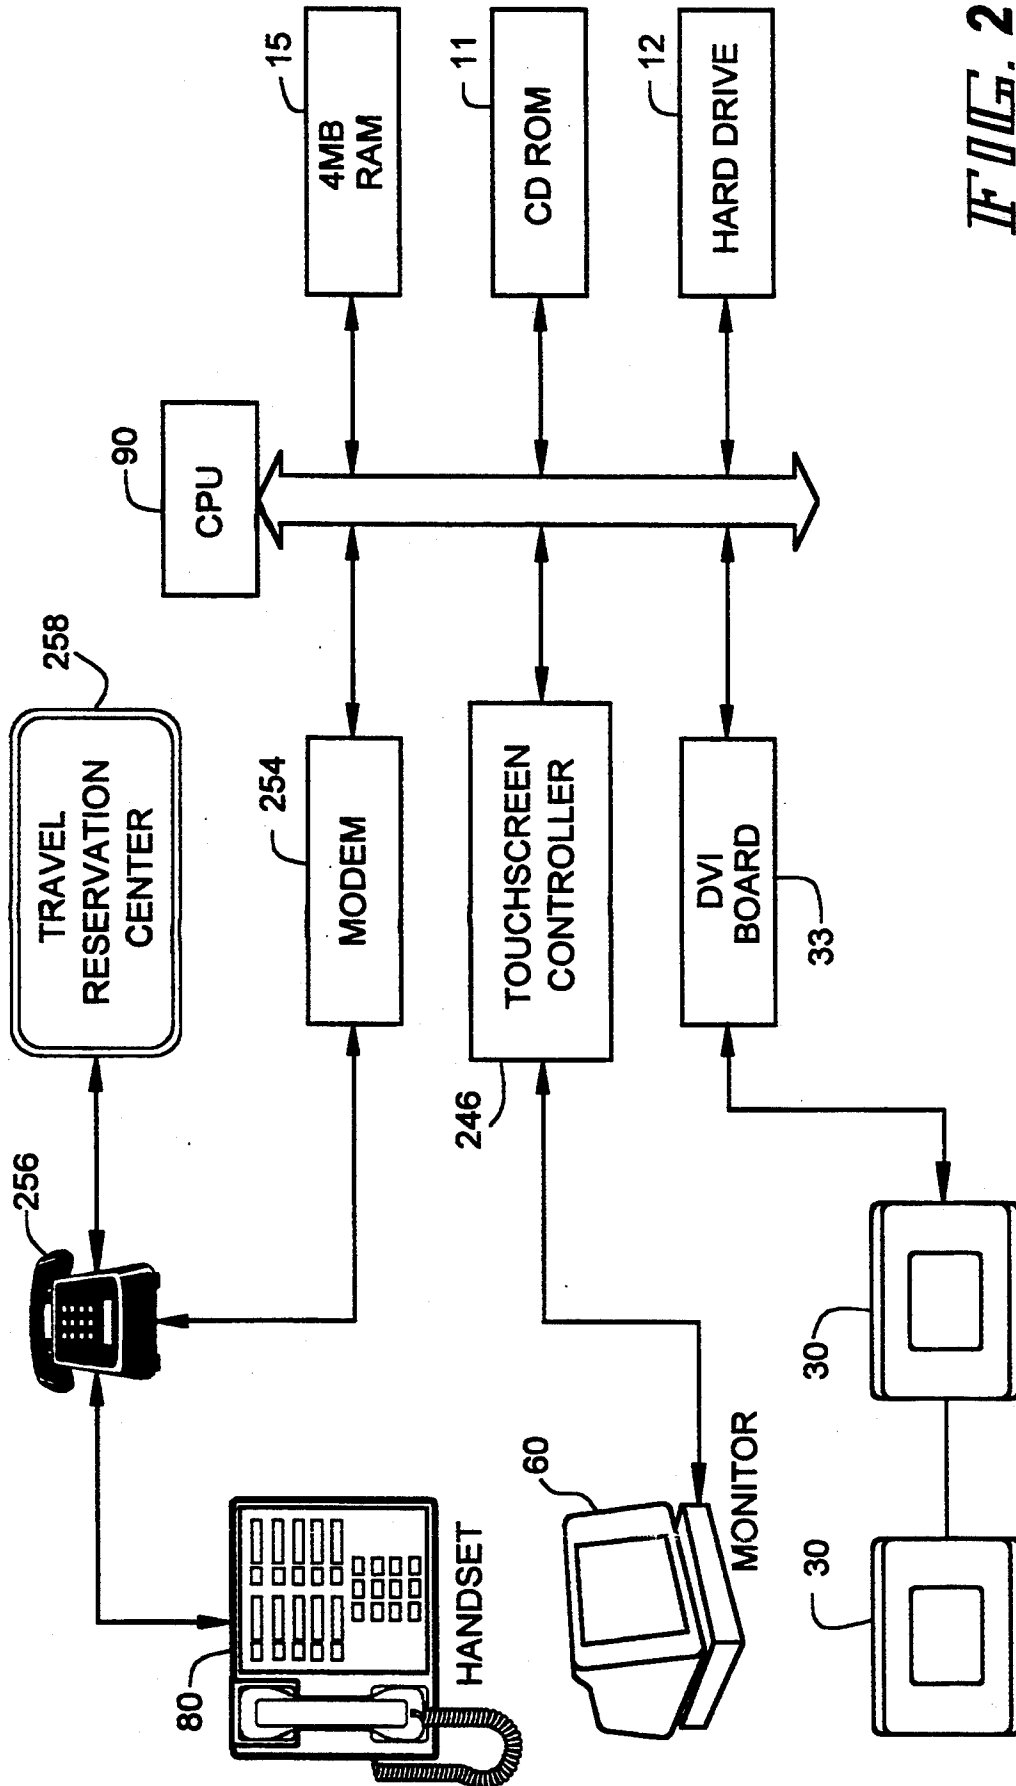 256
258
TRAVEL
RESERVATION
CENTER
90
CPU
80
HANDSET
254
MODEM
15
4MB
RAM
60
MONITOR
246
TOUCHSCREEN
CONTROLLER
11
CD ROM
30
30
DVI
BOARD
33
12
HARD DRIVE
FIG. 2